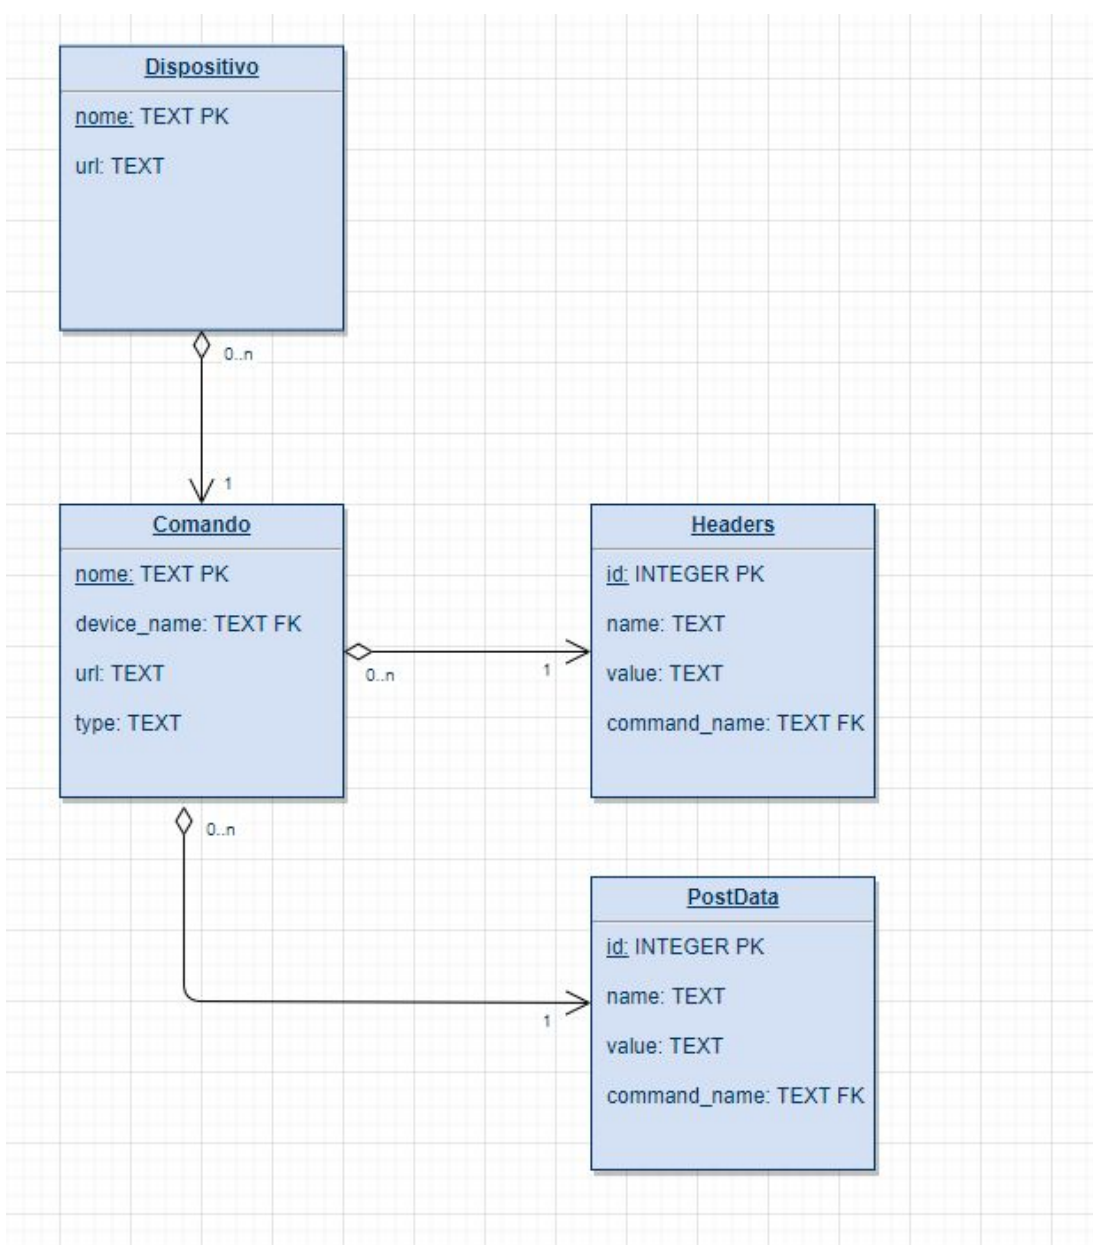 Dispositivo
nome: TEXT PK
url: TEXT
0..n
1
Comando
nome: TEXT PK
device_name: TEXT FK
url: TEXT
type: TEXT
0..n
1
Headers
id: INTEGER PK
name: TEXT
value: TEXT
command_name: TEXT FK
0..n
1
PostData
id: INTEGER PK
name: TEXT
value: TEXT
command_name: TEXT FK